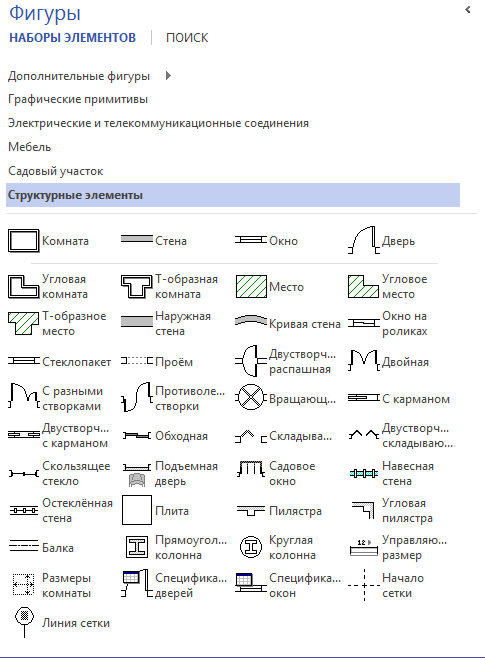 Фигуры
НАБОРЫ ЭЛЕМЕНТОВ ПОИСК
Дополнительные фигуры
Графические примитивы
Электрические и телекоммуникационные соединения
Мебель
Садовый участок
Структурные элементы
Комната
Стена
Окно
Дверь
Угловая
комната
Т-образная
комната
Место
Угловое
место
Т-образное
место
Наружная
стена
Кривая стена
Окно на
роликах
Стеклопакет
Проём
Двустворч...
распашная
Двойная
С разными
створками
Противоле...
створки
Вращающ...
С карманом
Двустворч...
с карманом
Обходная
Складыва...
Двустворч...
складываю...
Скользящее
стекло
Подъемная
дверь
Садовое
окно
Навесная
стена
Остеклённая
стена
Плита
Пилястра
Угловая
пилястра
Балка
Прямоугол...
колонна
Круглая
колонна
12
Управляю...
размер
Размеры
комнаты
Специфика...
дверей
Специфика...
окон
Начало
сетки
Линия сетки